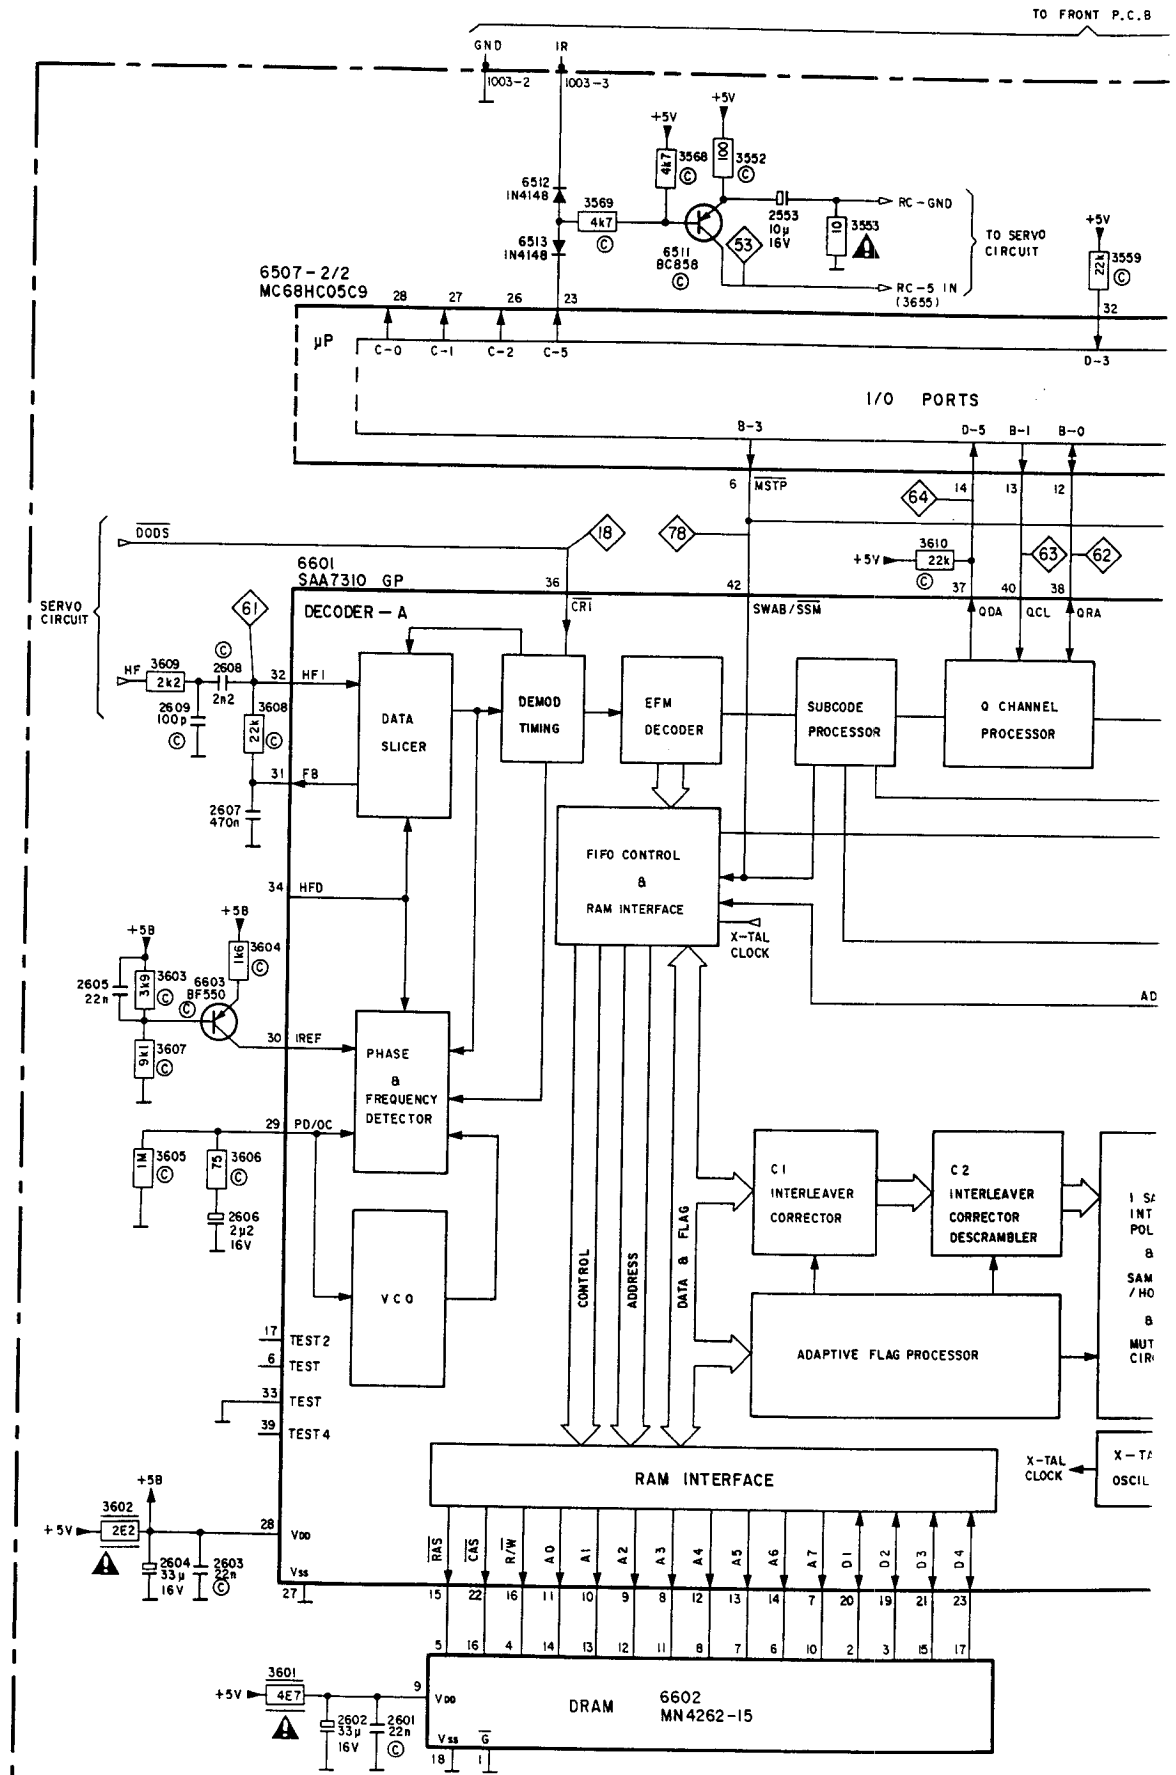 TO FRONT P.C.B
GND
IR
1003-2
1003-3
+5V
+5V
4k7
3568
C
100
3552
C
6512
1N4148
3569
4k7
C
6513
1N4148
6511
BC858
C
53
2553
10µ
16V
10
3553
RC-GND
TO SERVO
CIRCUIT
RC-5 IN
(3655)
+5V
22k
3559
C
6507-2/2
MC68HC05C9
28
27
26
23
32
µP
C-0
C-1
C-2
C-5
D-3
I/O PORTS
B-3
D-5
B-1
B-0
6
MSTP
14
13
12
64
DODS
18
78
63
62
+5V
3610
22k
C
6601
SAA7310 GP
36
42
37
40
38
SERVO
CIRCUIT
61
DECODER-A
CRI
SWAB/SSM
QDA
QCL
QRA
HF
3609
2k2
C
2608
2n2
32
HFI
2609
100p
C
3608
22k
C
DATA
SLICER
DEMOD
TIMING
EFM
DECODER
SUBCODE
PROCESSOR
Q CHANNEL
PROCESSOR
31
FB
2607
470n
FIFO CONTROL
&
RAM INTERFACE
34
HFD
X-TAL
CLOCK
+5B
+5B
1k6
3604
C
2605
22n
3k9
3603
C
C
6603
BF550
9k1
3607
C
30
IREF
PHASE
&
FREQUENCY
DETECTOR
AD
29
PD/OC
1M
3605
75
3606
C
2606
2µ2
16V
VCO
C1
INTERLEAVER
CORRECTOR
C2
INTERLEAVER
CORRECTOR
DESCRAMBLER
1 SA
INT
POL
&
SAM
/HO
&
MUT
CIR
CONTROL
ADDRESS
DATA & FLAG
ADAPTIVE FLAG PROCESSOR
17
TEST2
6
TEST
33
TEST
39
TEST4
RAM INTERFACE
X-TAL
CLOCK
X-TA
OSCIL
+5B
+5V
3602
2E2
28
VDD
2604
33µ
16V
2603
22n
C
VSS
27
RAS
CAS
R/W
A0
A1
A2
A3
A4
A5
A6
A7
D1
D2
D3
D4
15
22
16
11
10
9
8
12
13
14
7
20
19
21
23
5
16
4
14
13
12
11
8
7
6
10
2
3
15
17
+5V
3601
4E7
9
VDD
DRAM
6602
MN4262-15
2602
33µ
16V
2601
22n
C
VSS
G
18
1